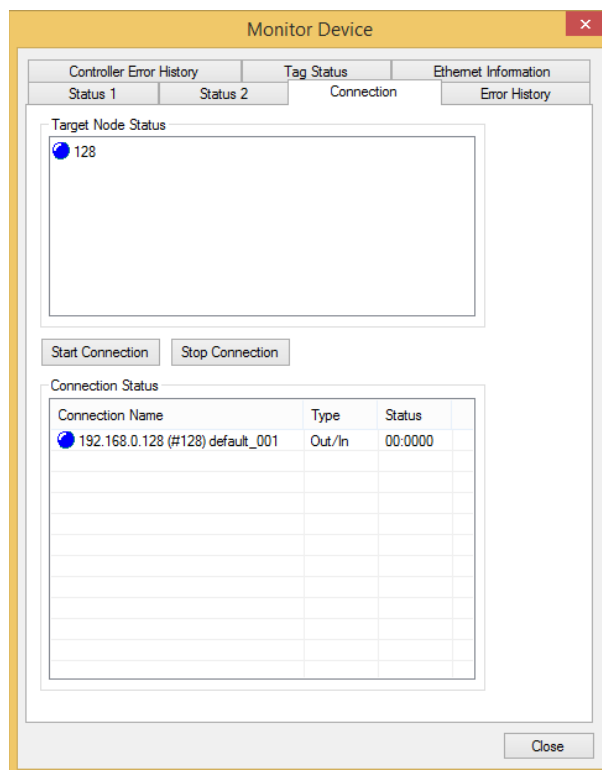 Monitor Device
Controller Error History Tag Status Ethernet Information
Status 1 Status 2 Connection Error History
Target Node Status
128
Start Connection Stop Connection
Connection Status
Connection Name Type Status
192.168.0.128 (#128) default_001 Out/In 00:0000
Close